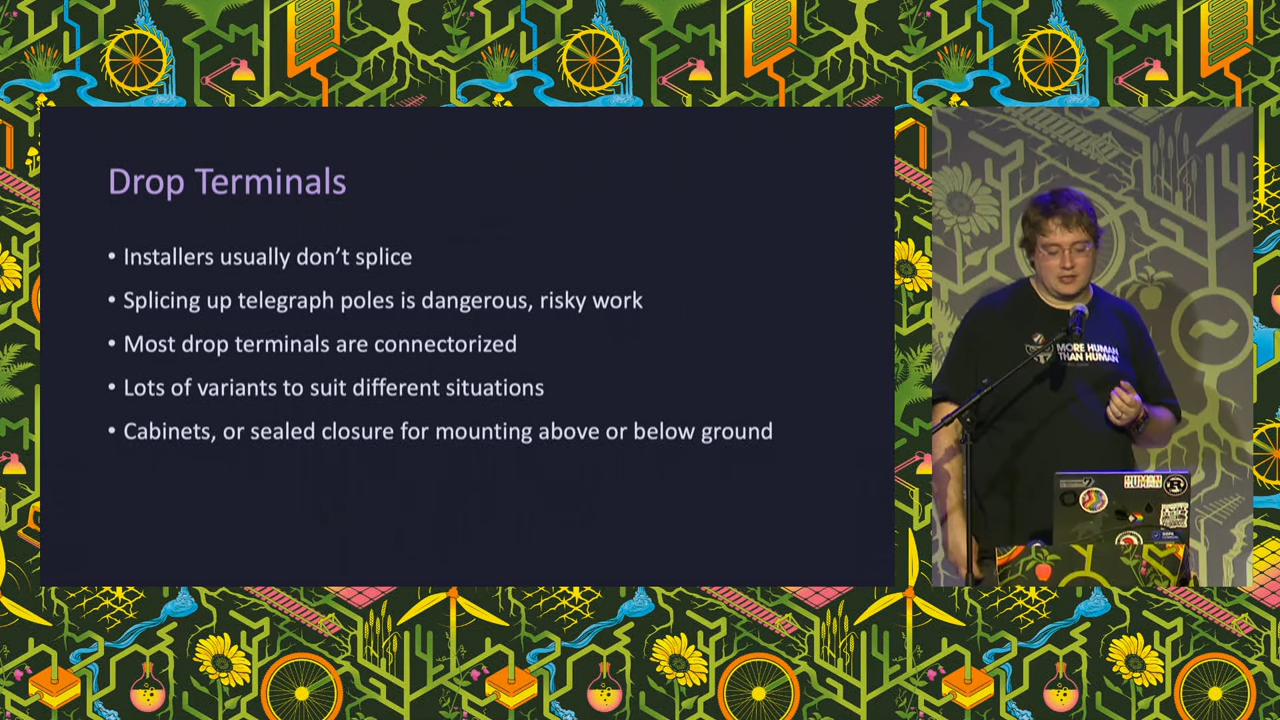 Drop Terminals
• Installers usually don’t splice
• Splicing up telegraph poles is dangerous, risky work
• Most drop terminals are connectorized
• Lots of variants to suit different situations
• Cabinets, or sealed closure for mounting above or below ground
MORE HUMAN
THAN HUMAN
HUMAN